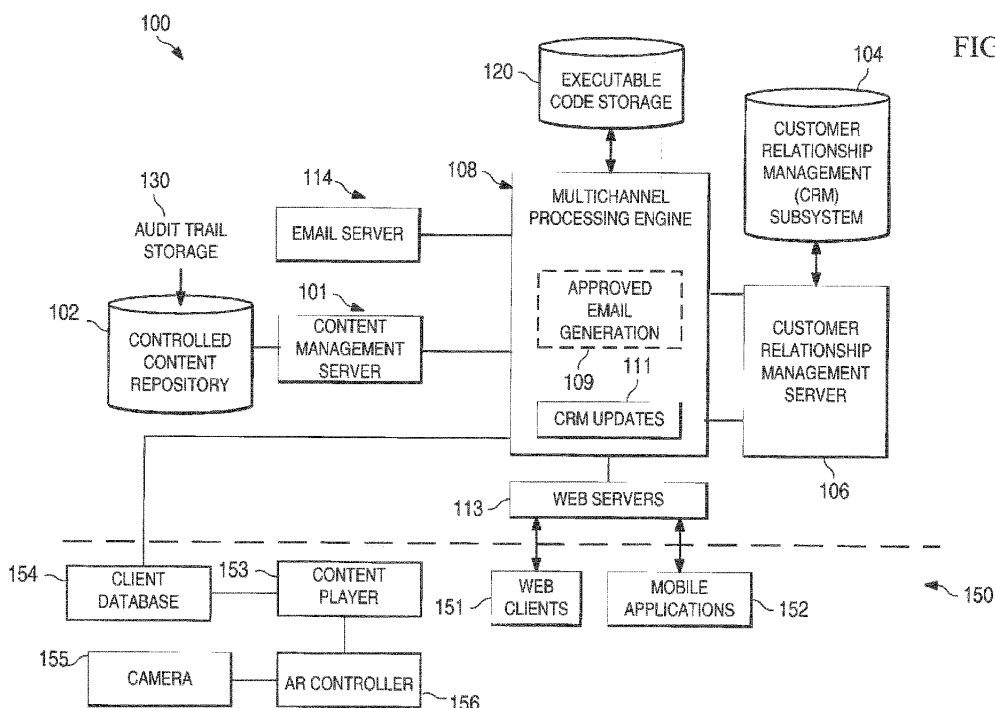 100
FIG
120
EXECUTABLE
CODE STORAGE
104
CUSTOMER
RELATIONSHIP
MANAGEMENT
(CRM)
SUBSYSTEM
130
AUDIT TRAIL
STORAGE
114
EMAIL SERVER
108
MULTICHANNEL
PROCESSING ENGINE
102
CONTROLLED
CONTENT
REPOSITORY
101
CONTENT
MANAGEMENT
SERVER
APPROVED
EMAIL
GENERATION
109
111
CRM UPDATES
CUSTOMER
RELATIONSHIP
MANAGEMENT
SERVER
106
113
WEB SERVERS
154
CLIENT
DATABASE
153
CONTENT
PLAYER
151
WEB
CLIENTS
MOBILE
APPLICATIONS
152
150
155
CAMERA
AR CONTROLLER
156